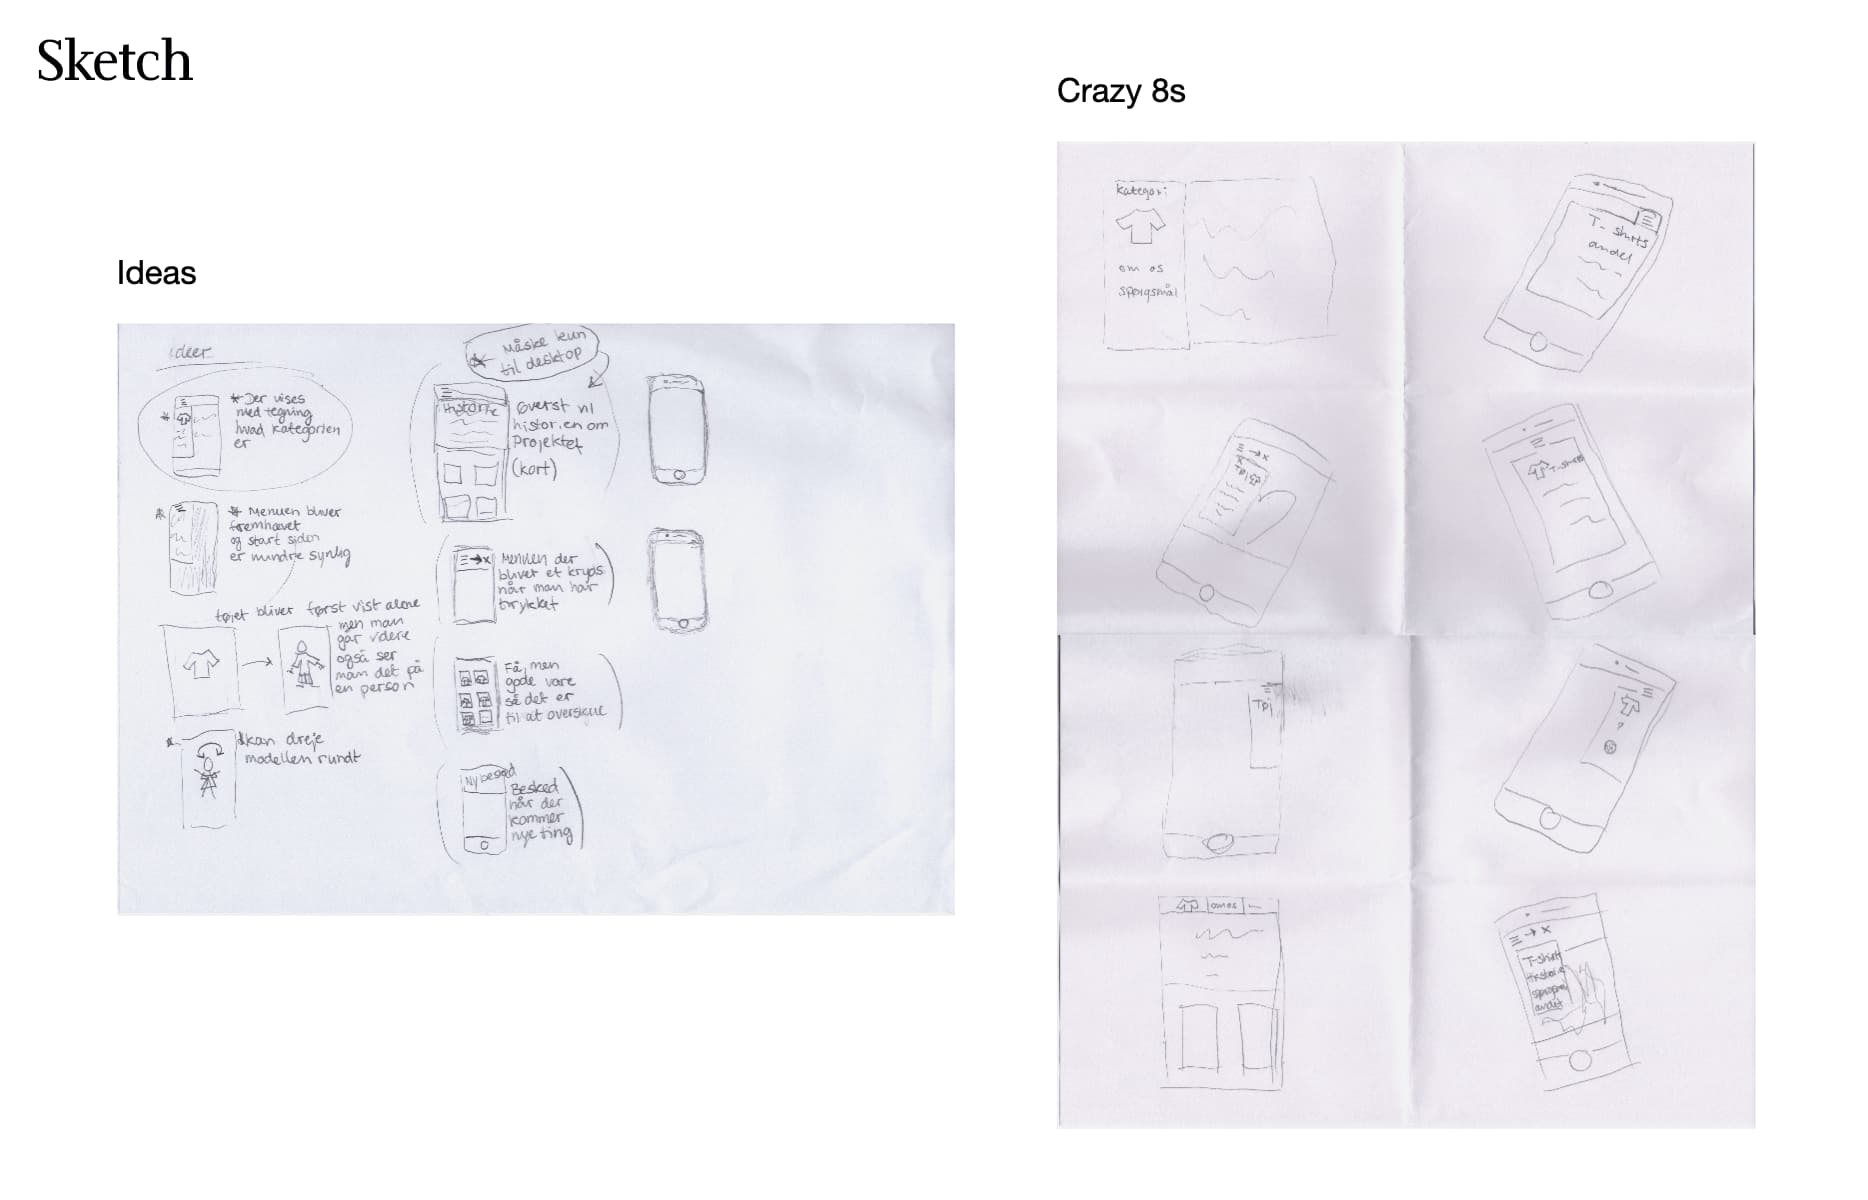 Sketch
Ideas
ideer
* Der vises
med tegning
hvad kategorien
er
* Menuen bliver
fremhævet
og start siden
er mindre synlig
tøjet bliver først vist alene
men man
går videre
også ser
man det på
en person
kan dreje
modellen rundt
Måske kun
til desktop
Historie
Øverst vil
historien om
Projektet
(kort)
Menuen der
blivet et kryds
når man har
trykket
Få, men
gode vare
så det er
til at overskue
Ny besked
Besked
når der
kommer
nye ting
Crazy 8s
Kategori
om os
spørgsmål
T-shirts
andet
T-shirts
om os
T-shirt
historie
andet